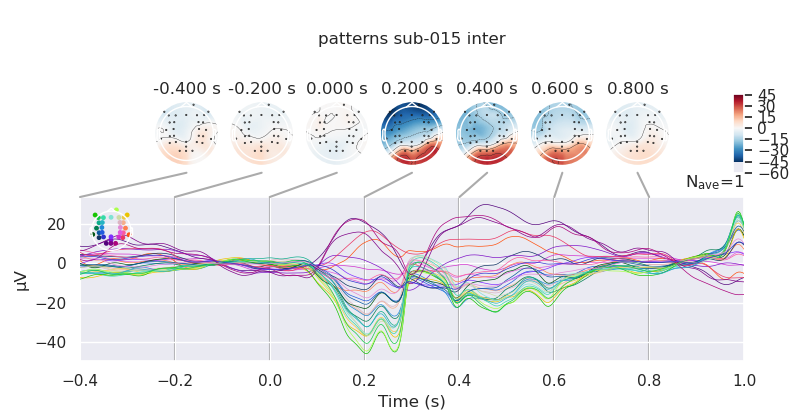 patterns sub-015 inter
-0.400 s -0.200 s 0.000 s 0.200 s 0.400 s 0.600 s 0.800 s
45
30
15
0
−15
−30
−45
−60
Nave=1
20
0
−20
−40
µV
−0.4 −0.2 0.0 0.2 0.4 0.6 0.8 1.0
Time (s)